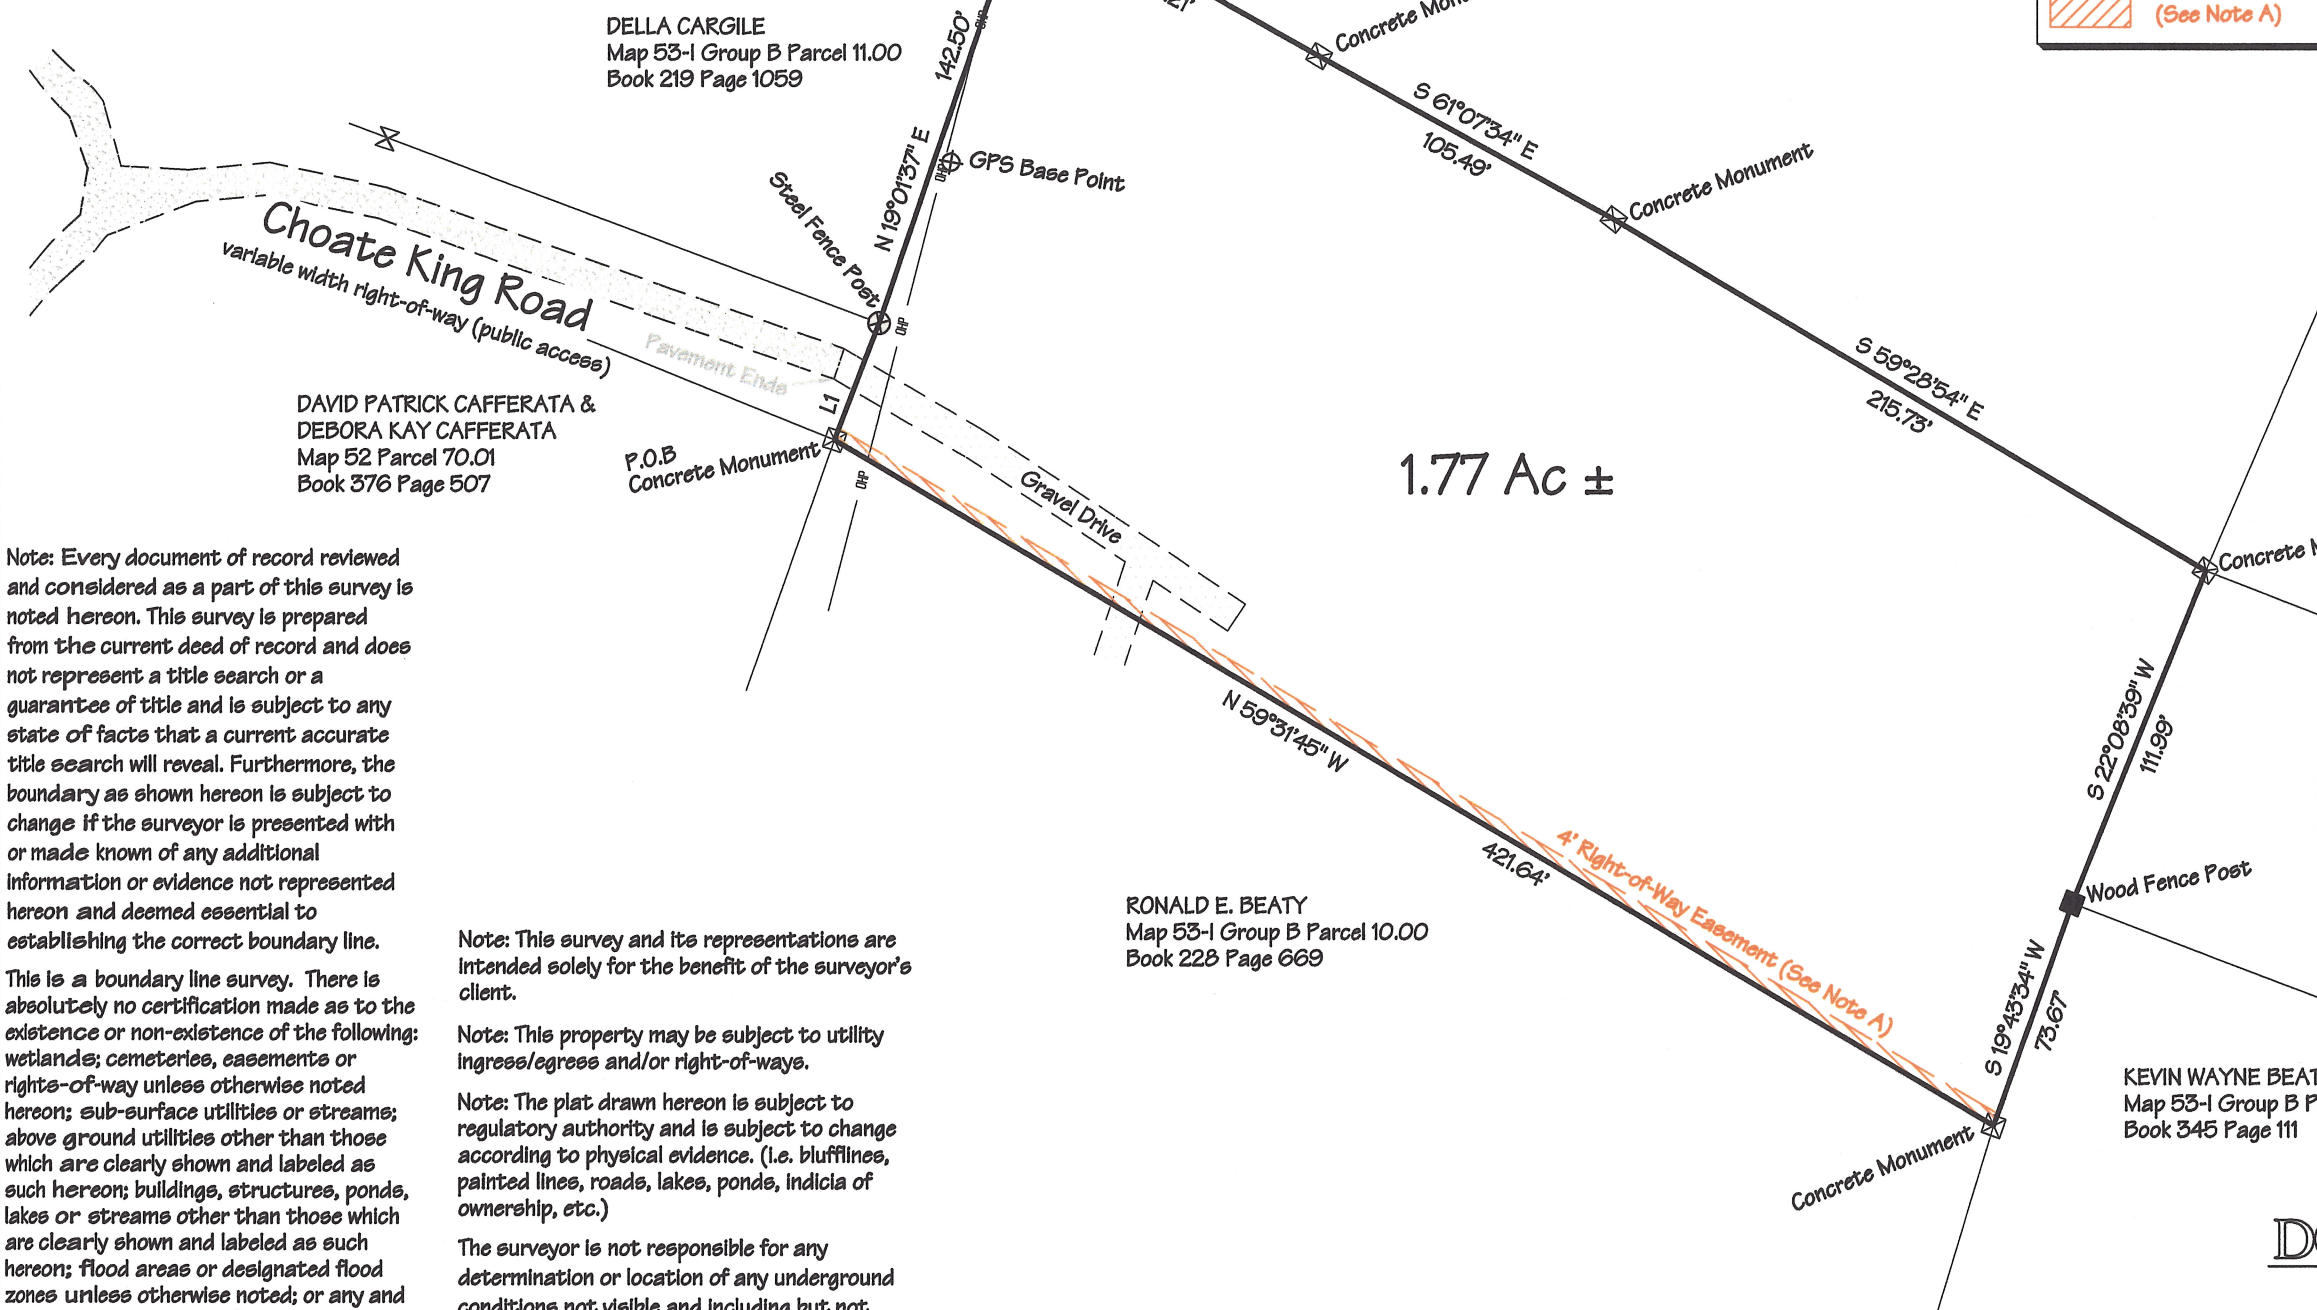 DELLA CARGILE
Map 53-I Group B Parcel 11.00
Book 219 Page 1059
(See Note A)
142.50'
OHP
21'
S 61°07'34" E
105.49'
Concrete Monument
N 19°01'37" E
OHP
GPS Base Point
Steel Fence Post
OHP
Choate King Road
variable width right-of-way (public access)
Pavement Ends
L1
S 59°28'54" E
215.73'
DAVID PATRICK CAFFERATA &
DEBORA KAY CAFFERATA
Map 52 Parcel 70.01
Book 376 Page 507
P.O.B
Concrete Monument
OHP
Gravel Drive
1.77 Ac ±
Concrete
Note: Every document of record reviewed
and considered as a part of this survey is
noted hereon. This survey is prepared
from the current deed of record and does
not represent a title search or a
guarantee of title and is subject to any
state of facts that a current accurate
title search will reveal. Furthermore, the
boundary as shown hereon is subject to
change if the surveyor is presented with
or made known of any additional
information or evidence not represented
hereon and deemed essential to
establishing the correct boundary line.
This is a boundary line survey. There is
absolutely no certification made as to the
existence or non-existence of the following:
wetlands; cemeteries, easements or
rights-of-way unless otherwise noted
hereon; sub-surface utilities or streams;
above ground utilities other than those
which are clearly shown and labeled as
such hereon; buildings, structures, ponds,
lakes or streams other than those which
are clearly shown and labeled as such
hereon; flood areas or designated flood
zones unless otherwise noted; or any and
N 59°31'45" W
421.64'
4' Right-of-Way Easement (See Note A)
S 22°08'39" W
111.99'
Wood Fence Post
S 19°43'34" W
73.67'
RONALD E. BEATY
Map 53-I Group B Parcel 10.00
Book 228 Page 669
Note: This survey and its representations are
intended solely for the benefit of the surveyor's
client.
Note: This property may be subject to utility
ingress/egress and/or right-of-ways.
Note: The plat drawn hereon is subject to
regulatory authority and is subject to change
according to physical evidence. (i.e. blufflines,
painted lines, roads, lakes, ponds, indicia of
ownership, etc.)
The surveyor is not responsible for any
determination or location of any underground
conditions not visible and including but not
Concrete Monument
KEVIN WAYNE BEAT
Map 53-I Group B P
Book 345 Page 111